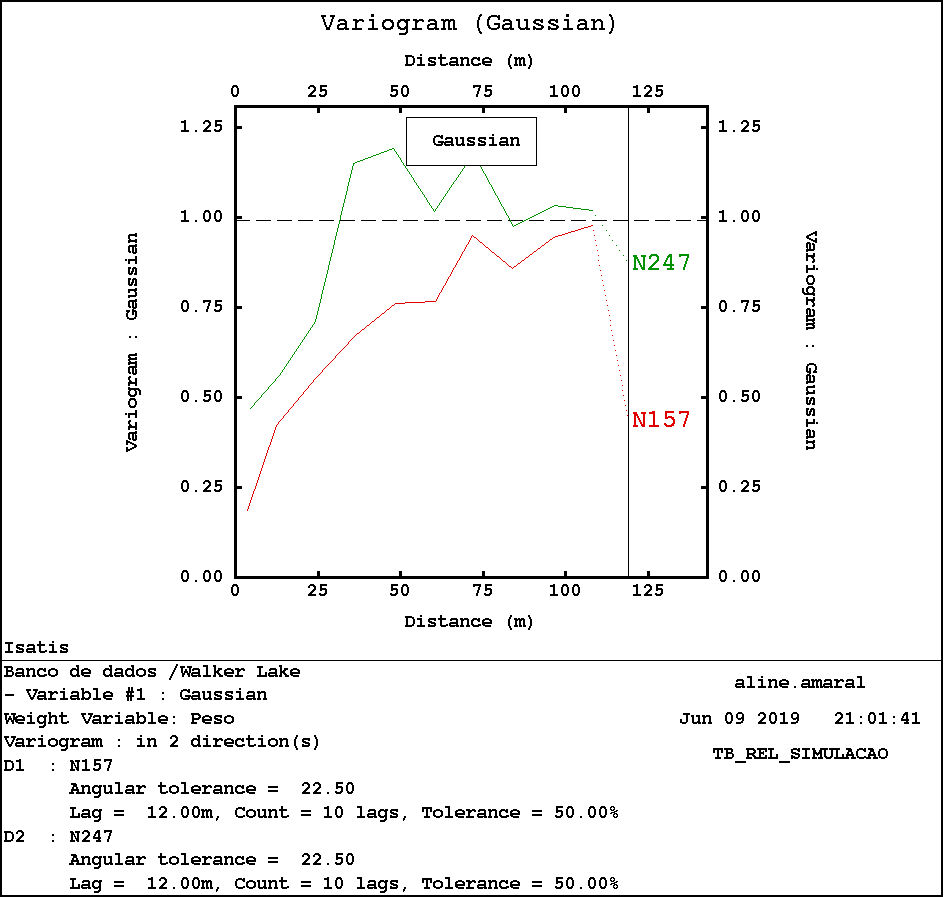 Variogram (Gaussian)
Distance (m)
0 25 50 75 100 125
1.25 1.25
Gaussian
1.00 1.00
Variogram : Gaussian
Variogram : Gaussian
N247
0.75 0.75
0.50 0.50
N157
0.25 0.25
0.00 0.00
0 25 50 75 100 125
Distance (m)
Isatis
Banco de dados /Walker Lake
- Variable #1 : Gaussian
Weight Variable: Peso
Variogram : in 2 direction(s)
D1  : N157
Angular tolerance =  22.50
Lag =  12.00m, Count = 10 lags, Tolerance = 50.00%
D2  : N247
Angular tolerance =  22.50
Lag =  12.00m, Count = 10 lags, Tolerance = 50.00%
aline.amaral
Jun 09 2019   21:01:41
TB_REL_SIMULACAO